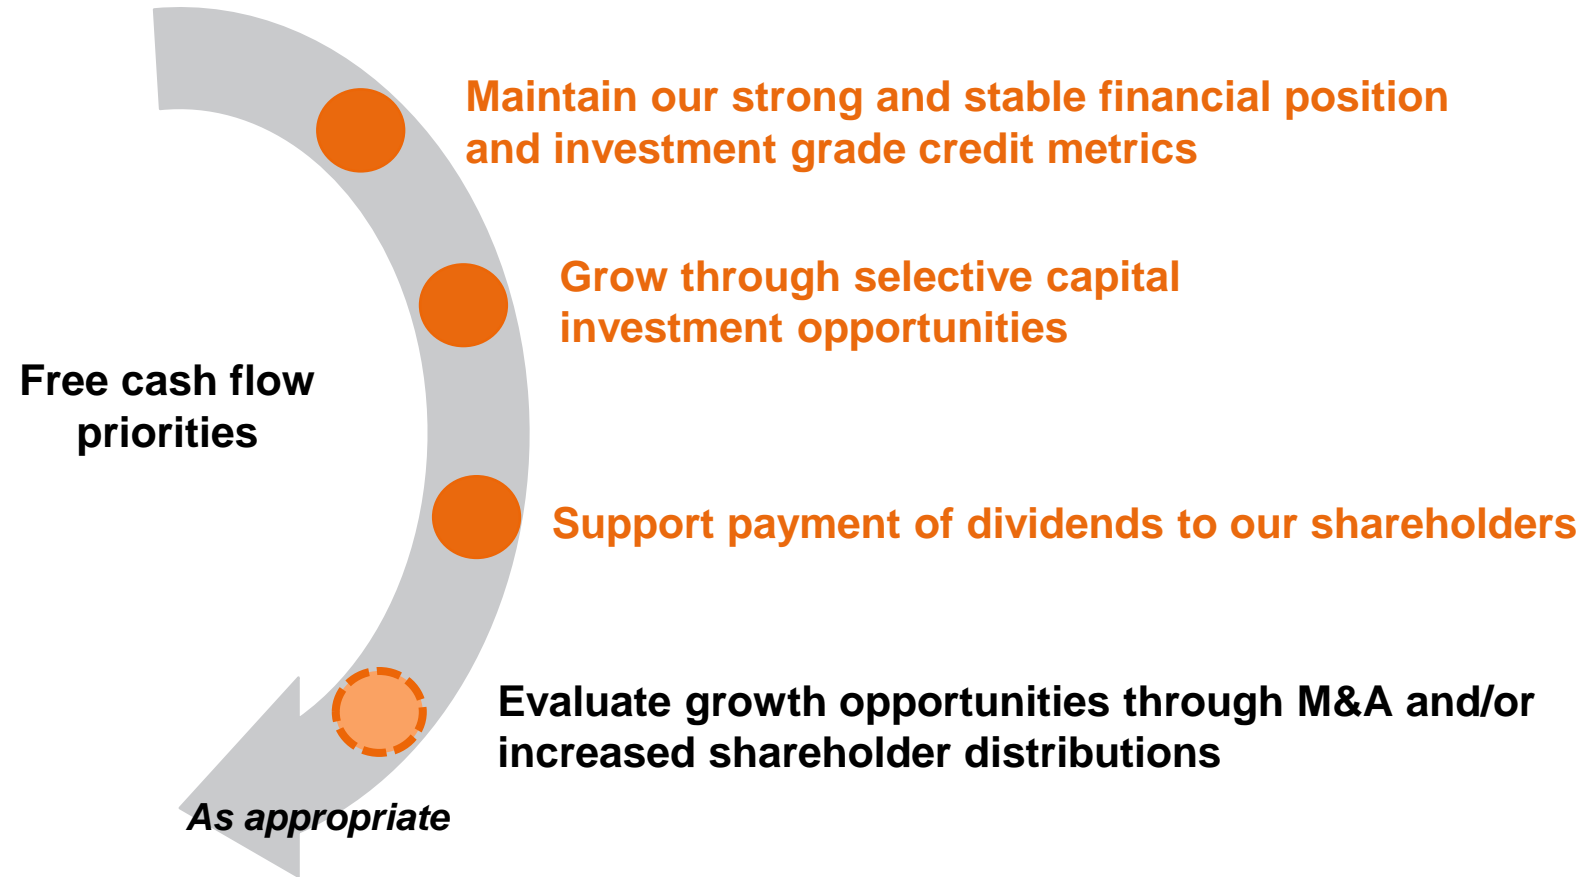 Maintain our strong and stable financial position
and investment grade credit metrics
Grow through selective capital
investment opportunities
Free cash flow
priorities
Support payment of dividends to our shareholders
Evaluate growth opportunities through M&A and/or
increased shareholder distributions
As appropriate